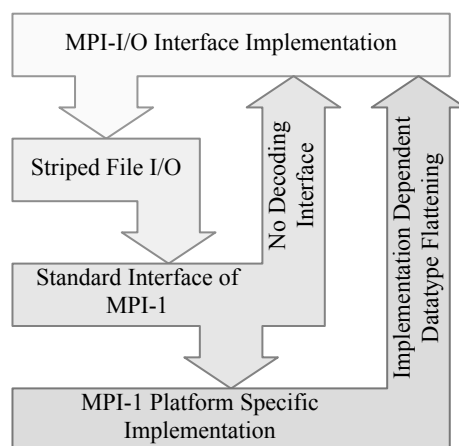 MPI-I/O Interface Implementation
Striped File I/O
No Decoding
Interface
Implementation Dependent
Datatype Flattening
Standard Interface of
MPI-1
MPI-1 Platform Specific
Implementation